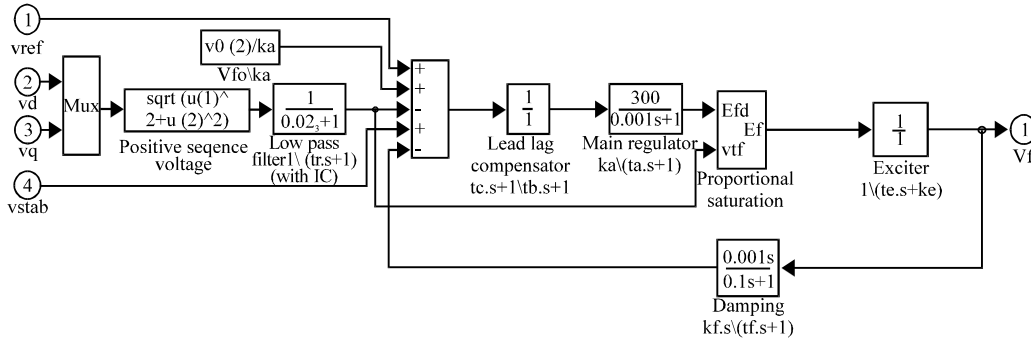 1
vref
v0 (2)/ka
Vfo\ka
2
vd
3
vq
Mux
sqrt (u(1)^
2+u (2)^2)
Positive seqence
voltage
1
0.02₃+1
Low pass
filter1\ (tr.s+1)
(with IC)
4
vstab
+
+
-
+
-
1
1
Lead lag
compensator
tc.s+1\tb.s+1
300
0.001s+1
Main regulator
ka\(ta.s+1)
Efd
Ef
vtf
Proportional
saturation
1
1
Exciter
1\(te.s+ke)
1
Vf
0.001s
0.1s+1
Damping
kf.s\(tf.s+1)